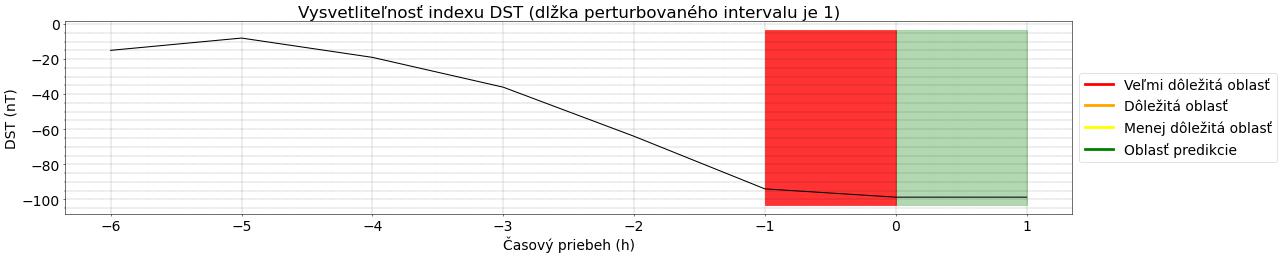 Vysvetliteľnosť indexu DST (dlžka perturbovaného intervalu je 1)
DST (nT)
0
−20
−40
−60
−80
−100
−6 −5 −4 −3 −2 −1 0 1
Časový priebeh (h)
Veľmi dôležitá oblasť
Dôležitá oblasť
Menej dôležitá oblasť
Oblasť predikcie